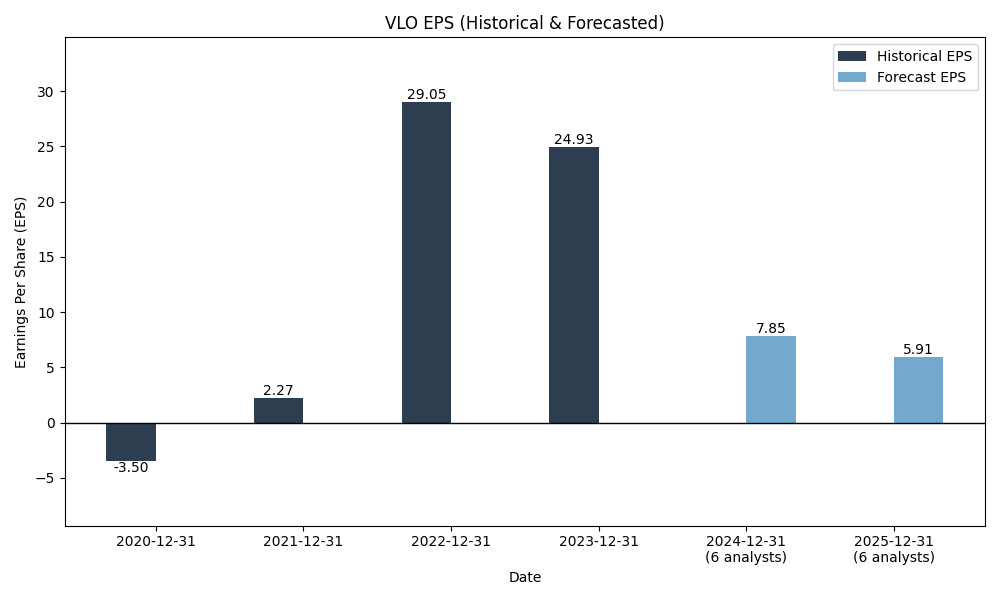 VLO EPS (Historical & Forecasted)
Historical EPS
Forecast EPS
Earnings Per Share (EPS)
30
25
20
15
10
5
0
−5
-3.50
2.27
29.05
24.93
7.85
5.91
2020-12-31
2021-12-31
2022-12-31
2023-12-31
2024-12-31
(6 analysts)
2025-12-31
(6 analysts)
Date